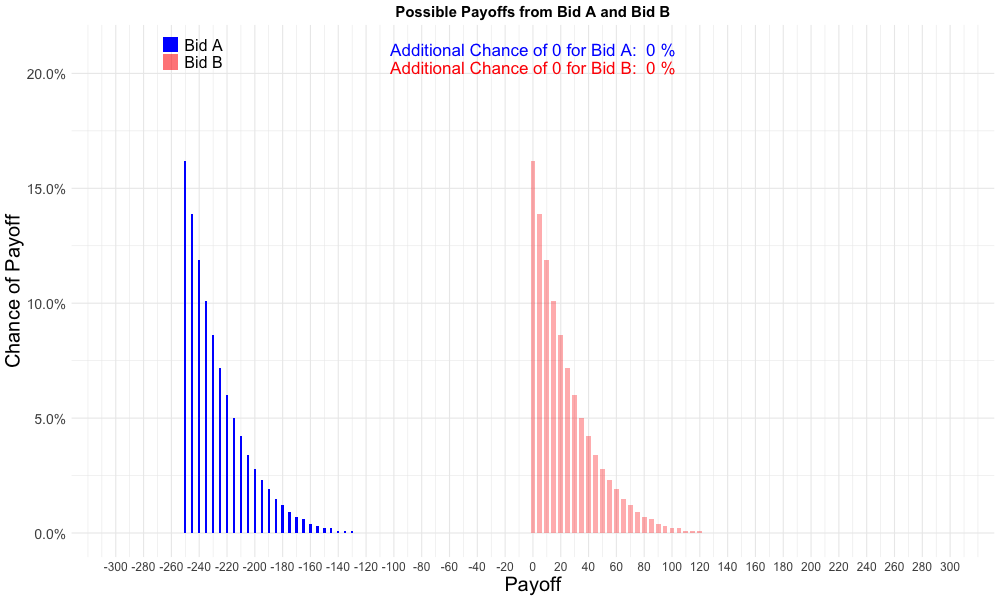 Possible Payoffs from Bid A and Bid B
Bid A
Bid B
Additional Chance of 0 for Bid A:  0 %
Additional Chance of 0 for Bid B:  0 %
Chance of Payoff
20.0%
15.0%
10.0%
5.0%
0.0%
-300 -280 -260 -240 -220 -200 -180 -160 -140 -120 -100 -80 -60 -40 -20 0 20 40 60 80 100 120 140 160 180 200 220 240 260 280 300
Payoff